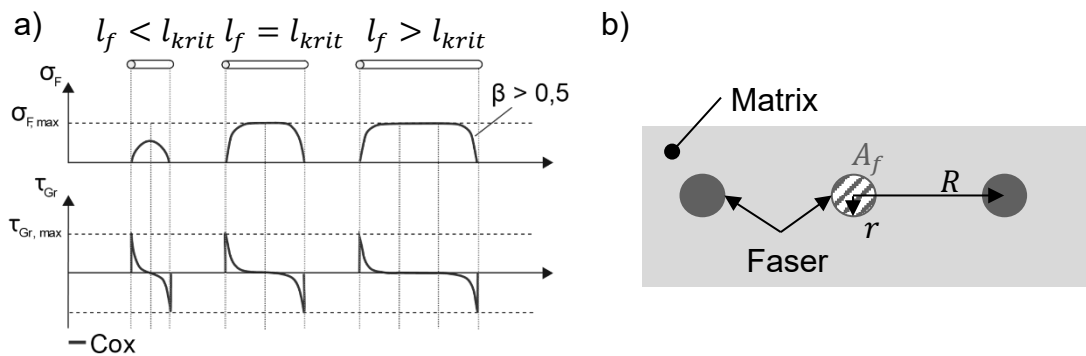 a)
l_f < l_krit l_f = l_krit l_f > l_krit
σ_F
σ_F, max
β > 0,5
τ_Gr
τ_Gr, max
Cox
b)
Matrix
A_f
R
r
Faser